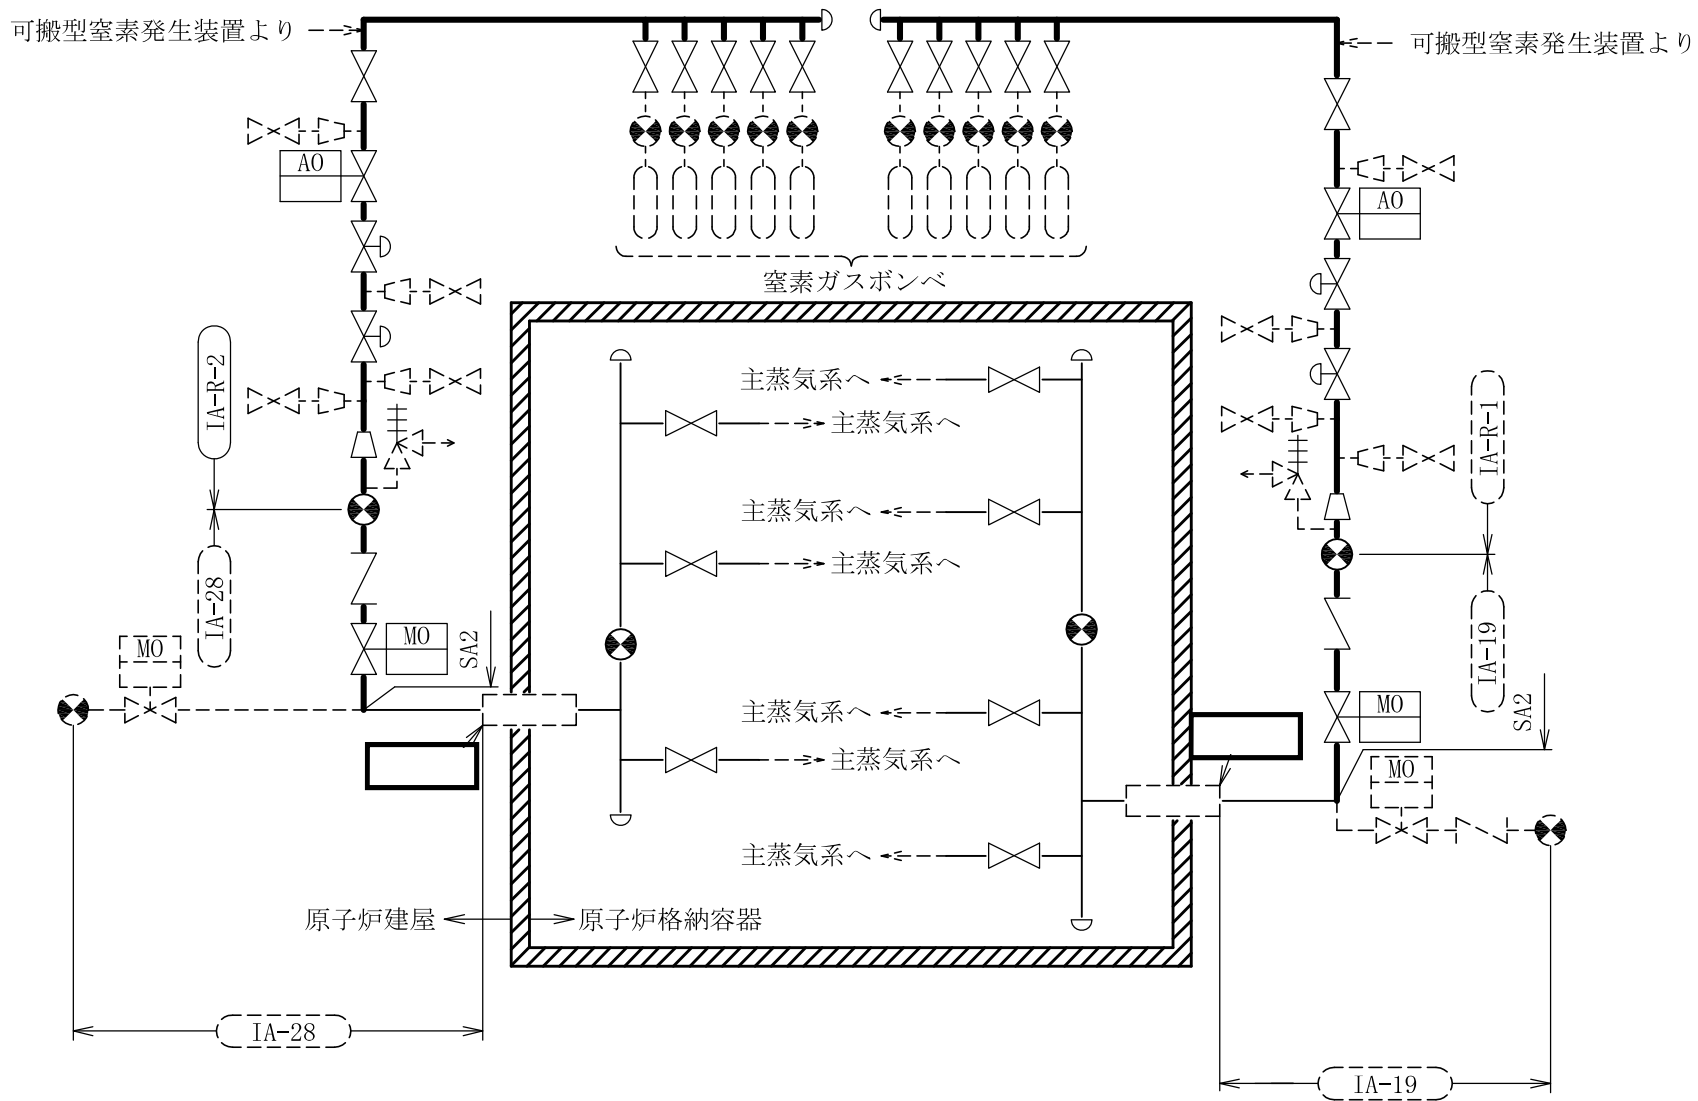 可搬型窒素発生装置より
可搬型窒素発生装置より
AO
AO
窒素ガスボンベ
IA-R-2
IA-R-1
主蒸気系へ
主蒸気系へ
主蒸気系へ
主蒸気系へ
IA-28
MO
SA2
MO
IA-19
MO
SA2
主蒸気系へ
主蒸気系へ
MO
主蒸気系へ
原子炉建屋
原子炉格納容器
IA-28
IA-19